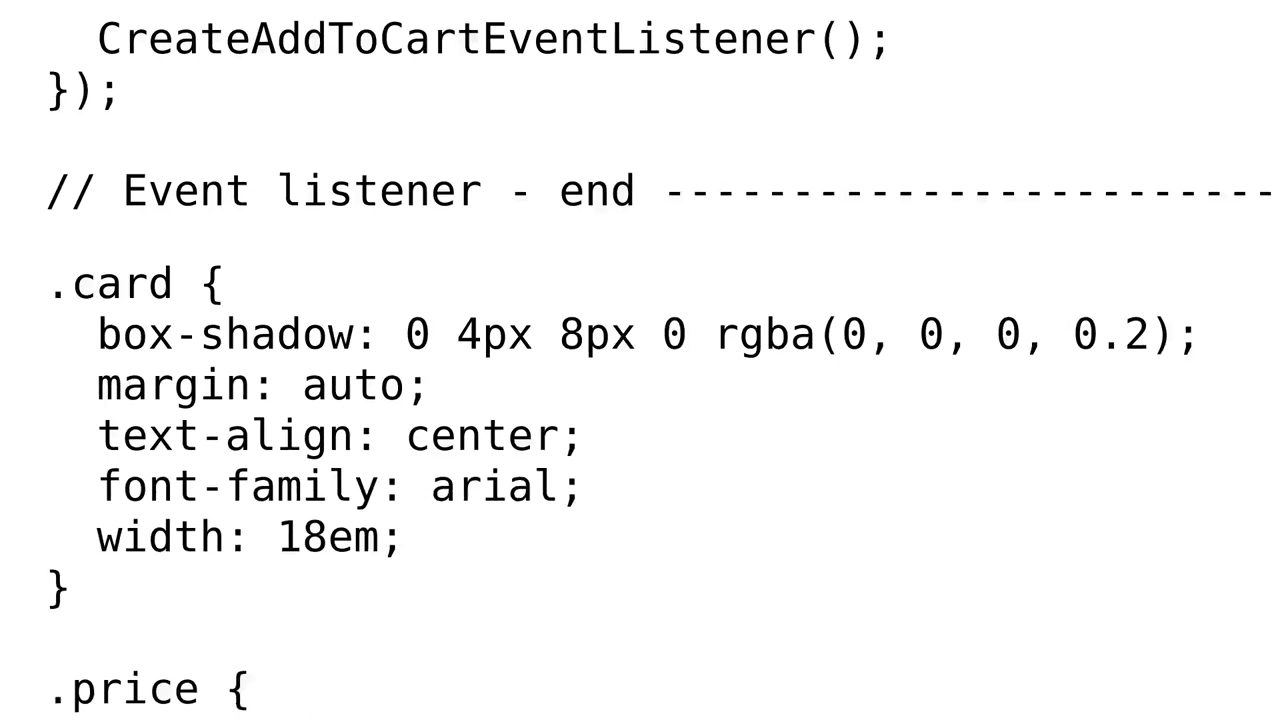 CreateAddToCartEventListener();
});
// Event listener - end ------------------------
.card {
box-shadow: 0 4px 8px 0 rgba(0, 0, 0, 0.2);
margin: auto;
text-align: center;
font-family: arial;
width: 18em;
}
.price {